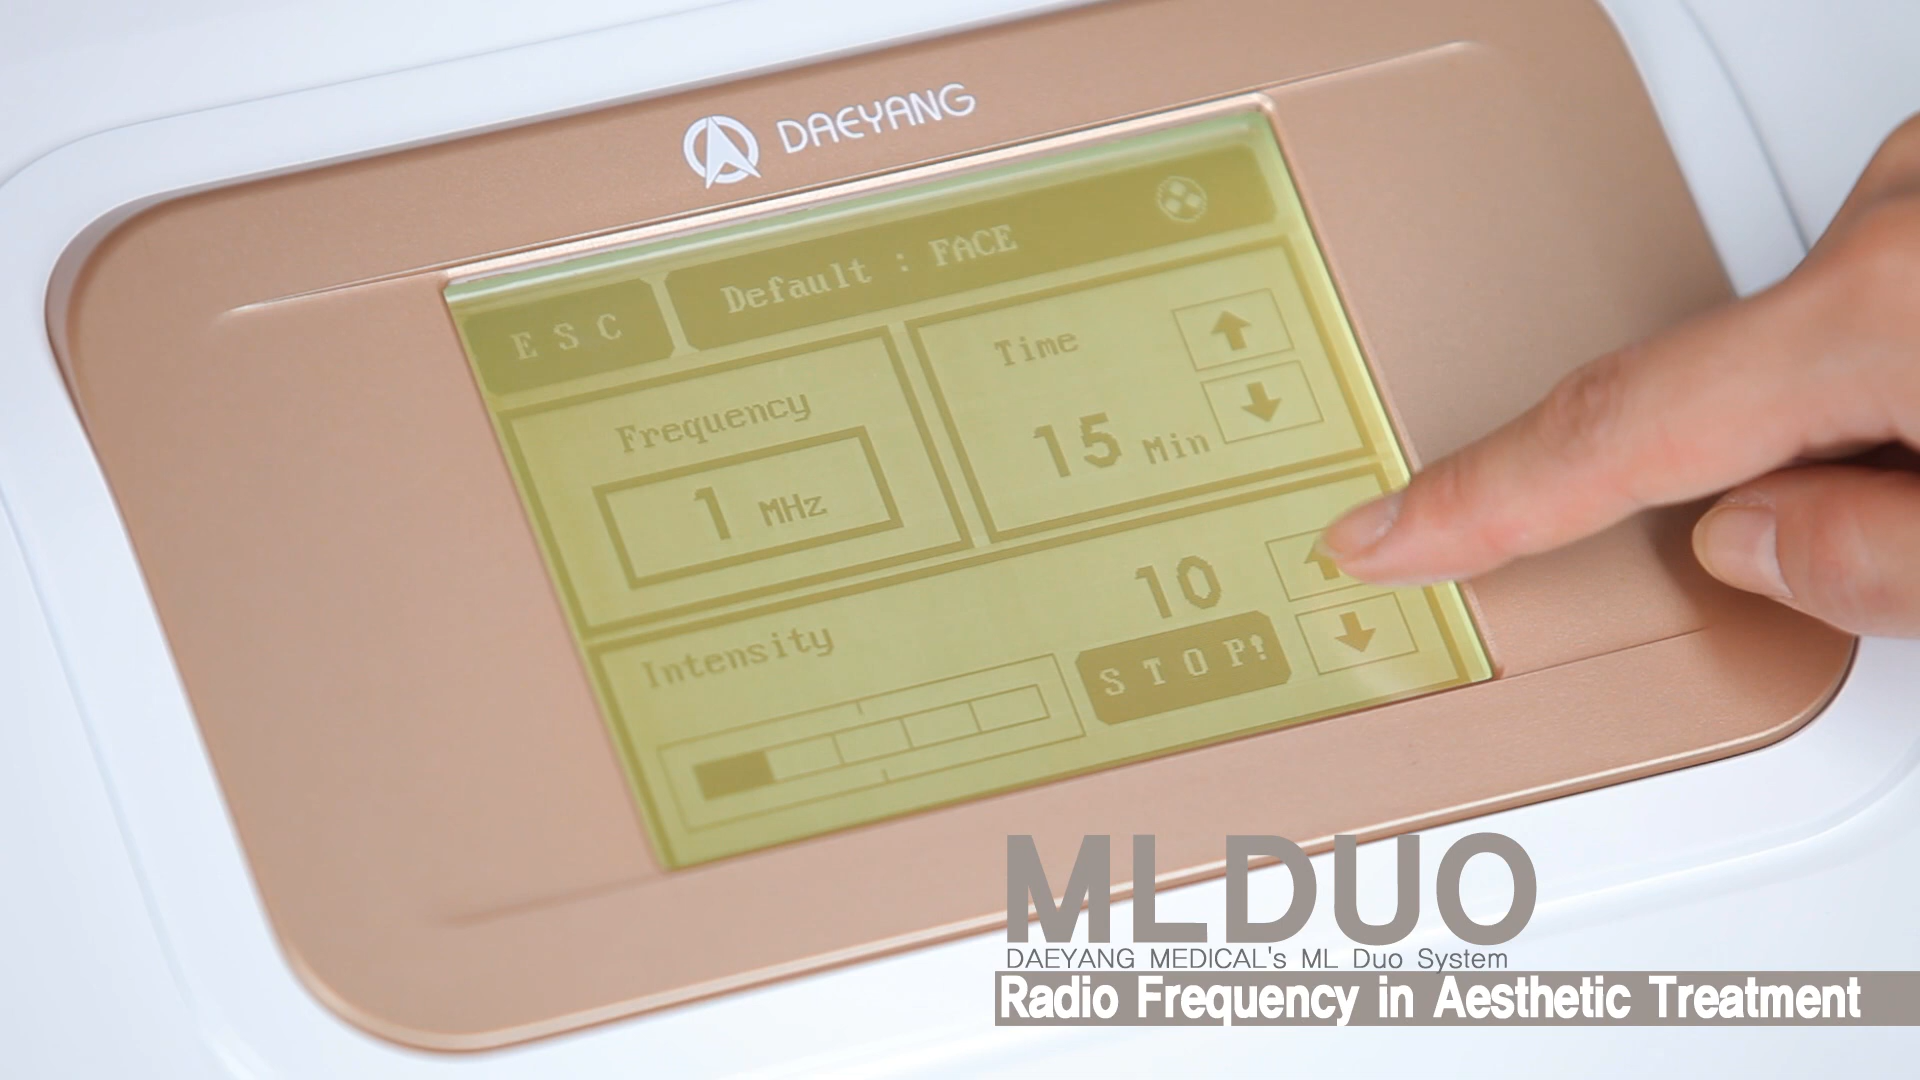 DAEYANG
ESC
Default : FACE
Frequency
1 MHz
Time
15 Min
Intensity
10
STOP!
MLDUO
DAEYANG MEDICAL's ML Duo System
Radio Frequency in Aesthetic Treatment